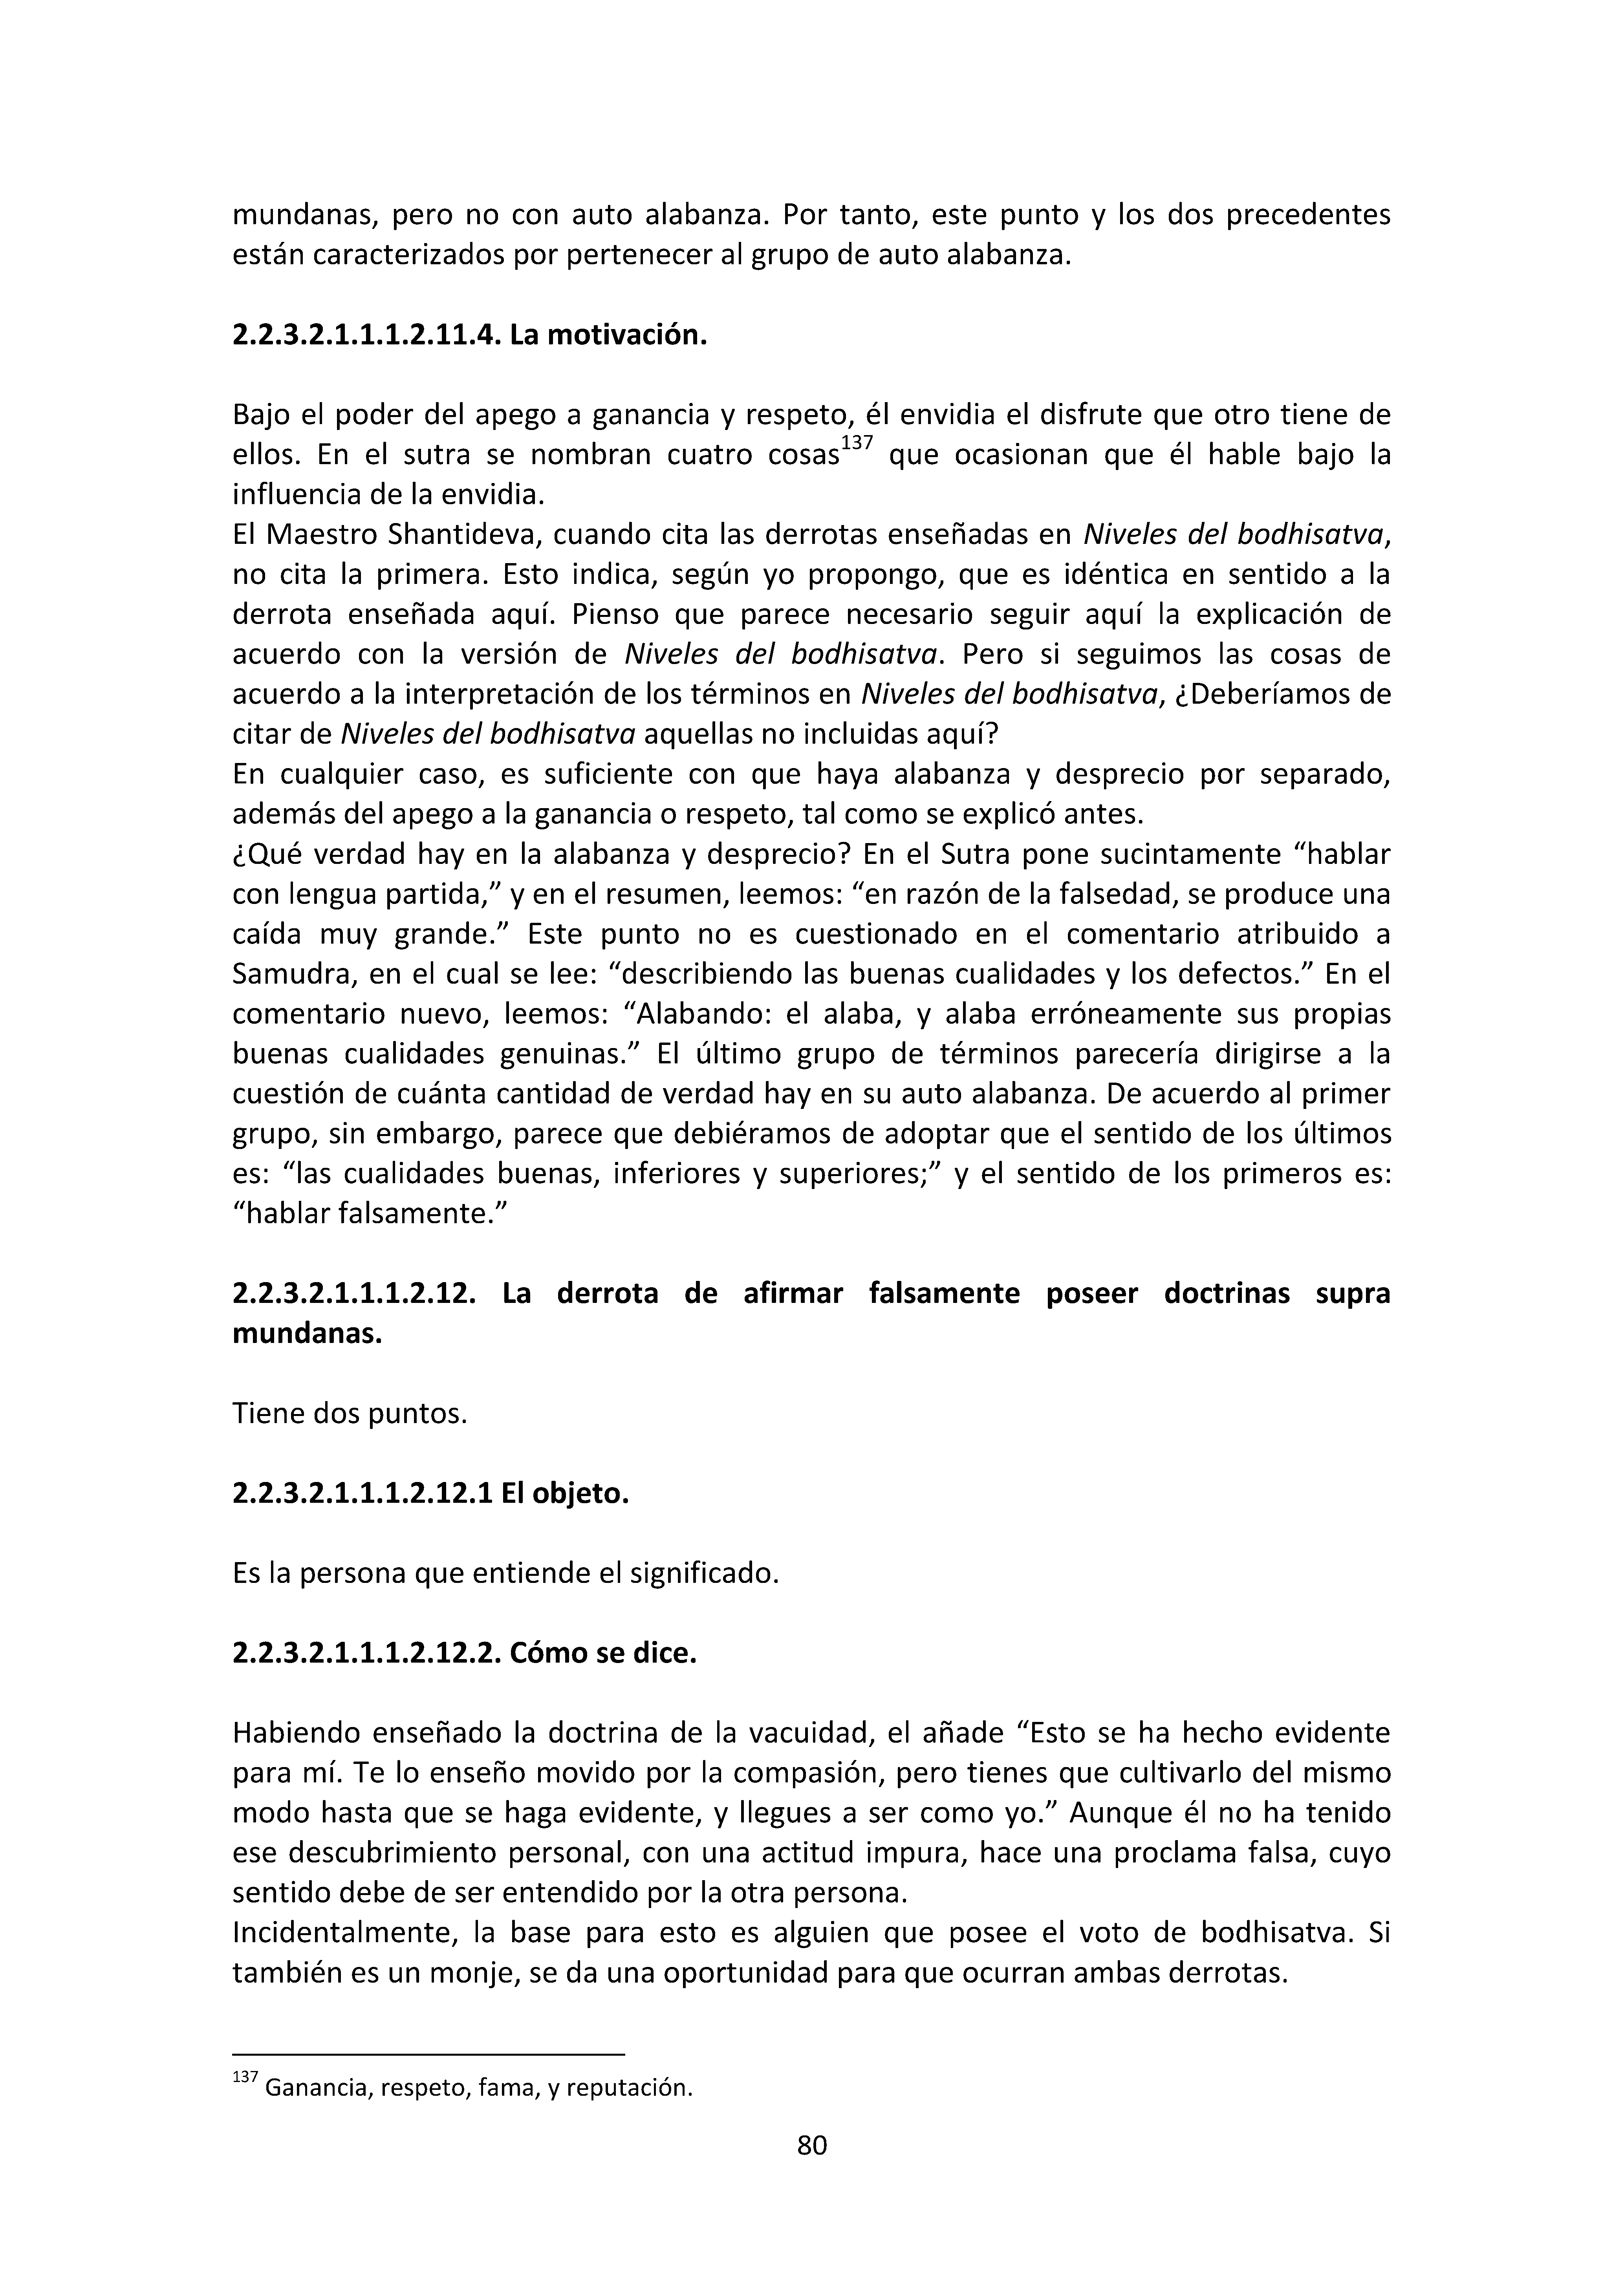 mundanas, pero no con auto alabanza. Por tanto, este punto y los dos precedentes
están caracterizados por pertenecer al grupo de auto alabanza.
2.2.3.2.1.1.1.2.11.4. La motivación.
Bajo el poder del apego a ganancia y respeto, él envidia el disfrute que otro tiene de
ellos. En el sutra se nombran cuatro cosas137 que ocasionan que él hable bajo la
influencia de la envidia.
El Maestro Shantideva, cuando cita las derrotas enseñadas en Niveles del bodhisatva,
no cita la primera. Esto indica, según yo propongo, que es idéntica en sentido a la
derrota enseñada aquí. Pienso que parece necesario seguir aquí la explicación de
acuerdo con la versión de Niveles del bodhisatva. Pero si seguimos las cosas de
acuerdo a la interpretación de los términos en Niveles del bodhisatva, ¿Deberíamos de
citar de Niveles del bodhisatva aquellas no incluidas aquí?
En cualquier caso, es suficiente con que haya alabanza y desprecio por separado,
además del apego a la ganancia o respeto, tal como se explicó antes.
¿Qué verdad hay en la alabanza y desprecio? En el Sutra pone sucintamente “hablar
con lengua partida,” y en el resumen, leemos: “en razón de la falsedad, se produce una
caída muy grande.” Este punto no es cuestionado en el comentario atribuido a
Samudra, en el cual se lee: “describiendo las buenas cualidades y los defectos.” En el
comentario nuevo, leemos: “Alabando: el alaba, y alaba erróneamente sus propias
buenas cualidades genuinas.” El último grupo de términos parecería dirigirse a la
cuestión de cuánta cantidad de verdad hay en su auto alabanza. De acuerdo al primer
grupo, sin embargo, parece que debiéramos de adoptar que el sentido de los últimos
es: “las cualidades buenas, inferiores y superiores;” y el sentido de los primeros es:
“hablar falsamente.”
2.2.3.2.1.1.1.2.12. La derrota de afirmar falsamente poseer doctrinas supra
mundanas.
Tiene dos puntos.
2.2.3.2.1.1.1.2.12.1 El objeto.
Es la persona que entiende el significado.
2.2.3.2.1.1.1.2.12.2. Cómo se dice.
Habiendo enseñado la doctrina de la vacuidad, el añade “Esto se ha hecho evidente
para mí. Te lo enseño movido por la compasión, pero tienes que cultivarlo del mismo
modo hasta que se haga evidente, y llegues a ser como yo.” Aunque él no ha tenido
ese descubrimiento personal, con una actitud impura, hace una proclama falsa, cuyo
sentido debe de ser entendido por la otra persona.
Incidentalmente, la base para esto es alguien que posee el voto de bodhisatva. Si
también es un monje, se da una oportunidad para que ocurran ambas derrotas.
137 Ganancia, respeto, fama, y reputación.
80